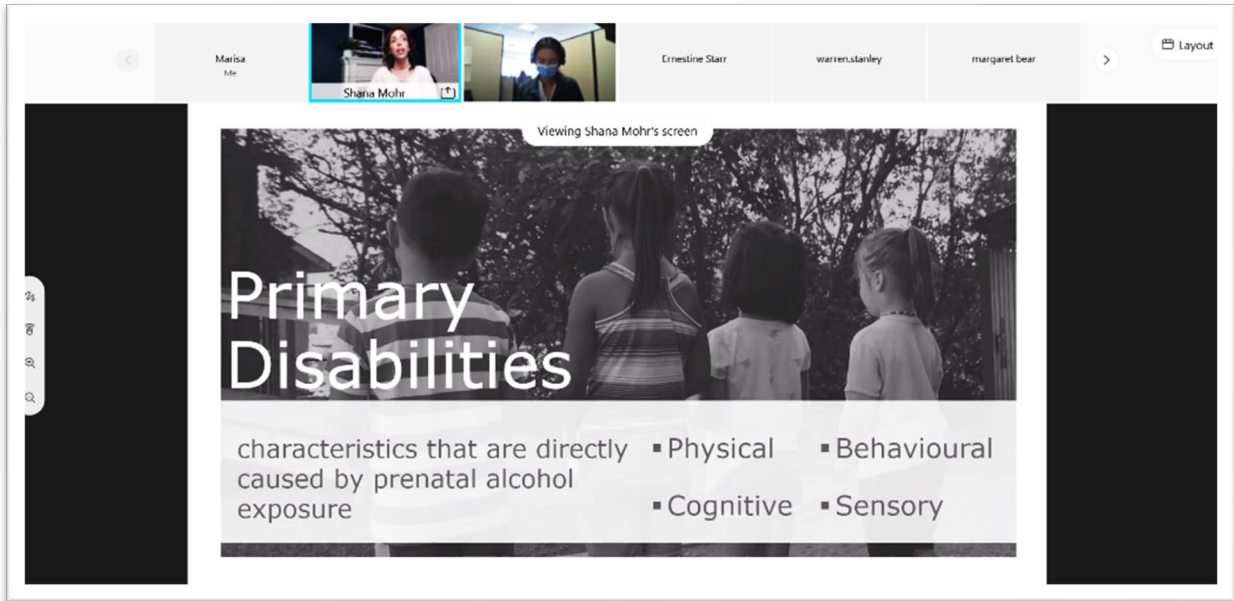 Marisa
Me
Shana Mohr
Ernestine Starr
warren.stanley
margaret bear
Layout
Viewing Shana Mohr's screen
Primary
Disabilities
characteristics that are directly
caused by prenatal alcohol
exposure
▪Physical
▪Behavioural
▪Cognitive
▪Sensory